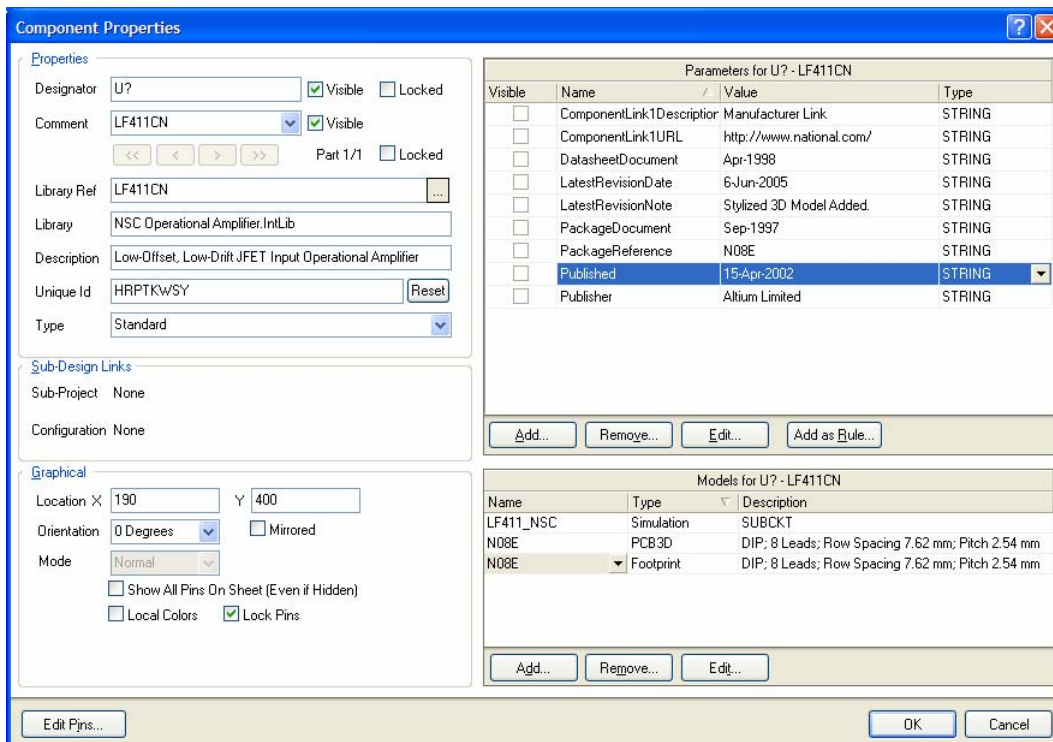 Component Properties
Properties
Designator U? Visible Locked
Comment LF411CN Visible
<< < > >> Part 1/1 Locked
Library Ref LF411CN ...
Library NSC Operational Amplifier.IntLib
Description Low-Offset, Low-Drift JFET Input Operational Amplifier
Unique Id HRPTKWSY Reset
Type Standard
Sub-Design Links
Sub-Project None
Configuration None
Graphical
Location X 190 Y 400
Orientation 0 Degrees Mirrored
Mode Normal
Show All Pins On Sheet (Even if Hidden)
Local Colors Lock Pins
Parameters for U? - LF411CN
Visible Name Value Type
ComponentLink1Description Manufacturer Link STRING
ComponentLink1URL http://www.national.com/ STRING
DatasheetDocument Apr-1998 STRING
LatestRevisionDate 6-Jun-2005 STRING
LatestRevisionNote Stylized 3D Model Added. STRING
PackageDocument Sep-1997 STRING
PackageReference N08E STRING
Published 15-Apr-2002 STRING
Publisher Altium Limited STRING
Add... Remove... Edit... Add as Rule...
Models for U? - LF411CN
Name Type Description
LF411_NSC Simulation SUBCKT
N08E PCB3D DIP; 8 Leads; Row Spacing 7.62 mm; Pitch 2.54 mm
N08E Footprint DIP; 8 Leads; Row Spacing 7.62 mm; Pitch 2.54 mm
Add... Remove... Edit...
Edit Pins... OK Cancel